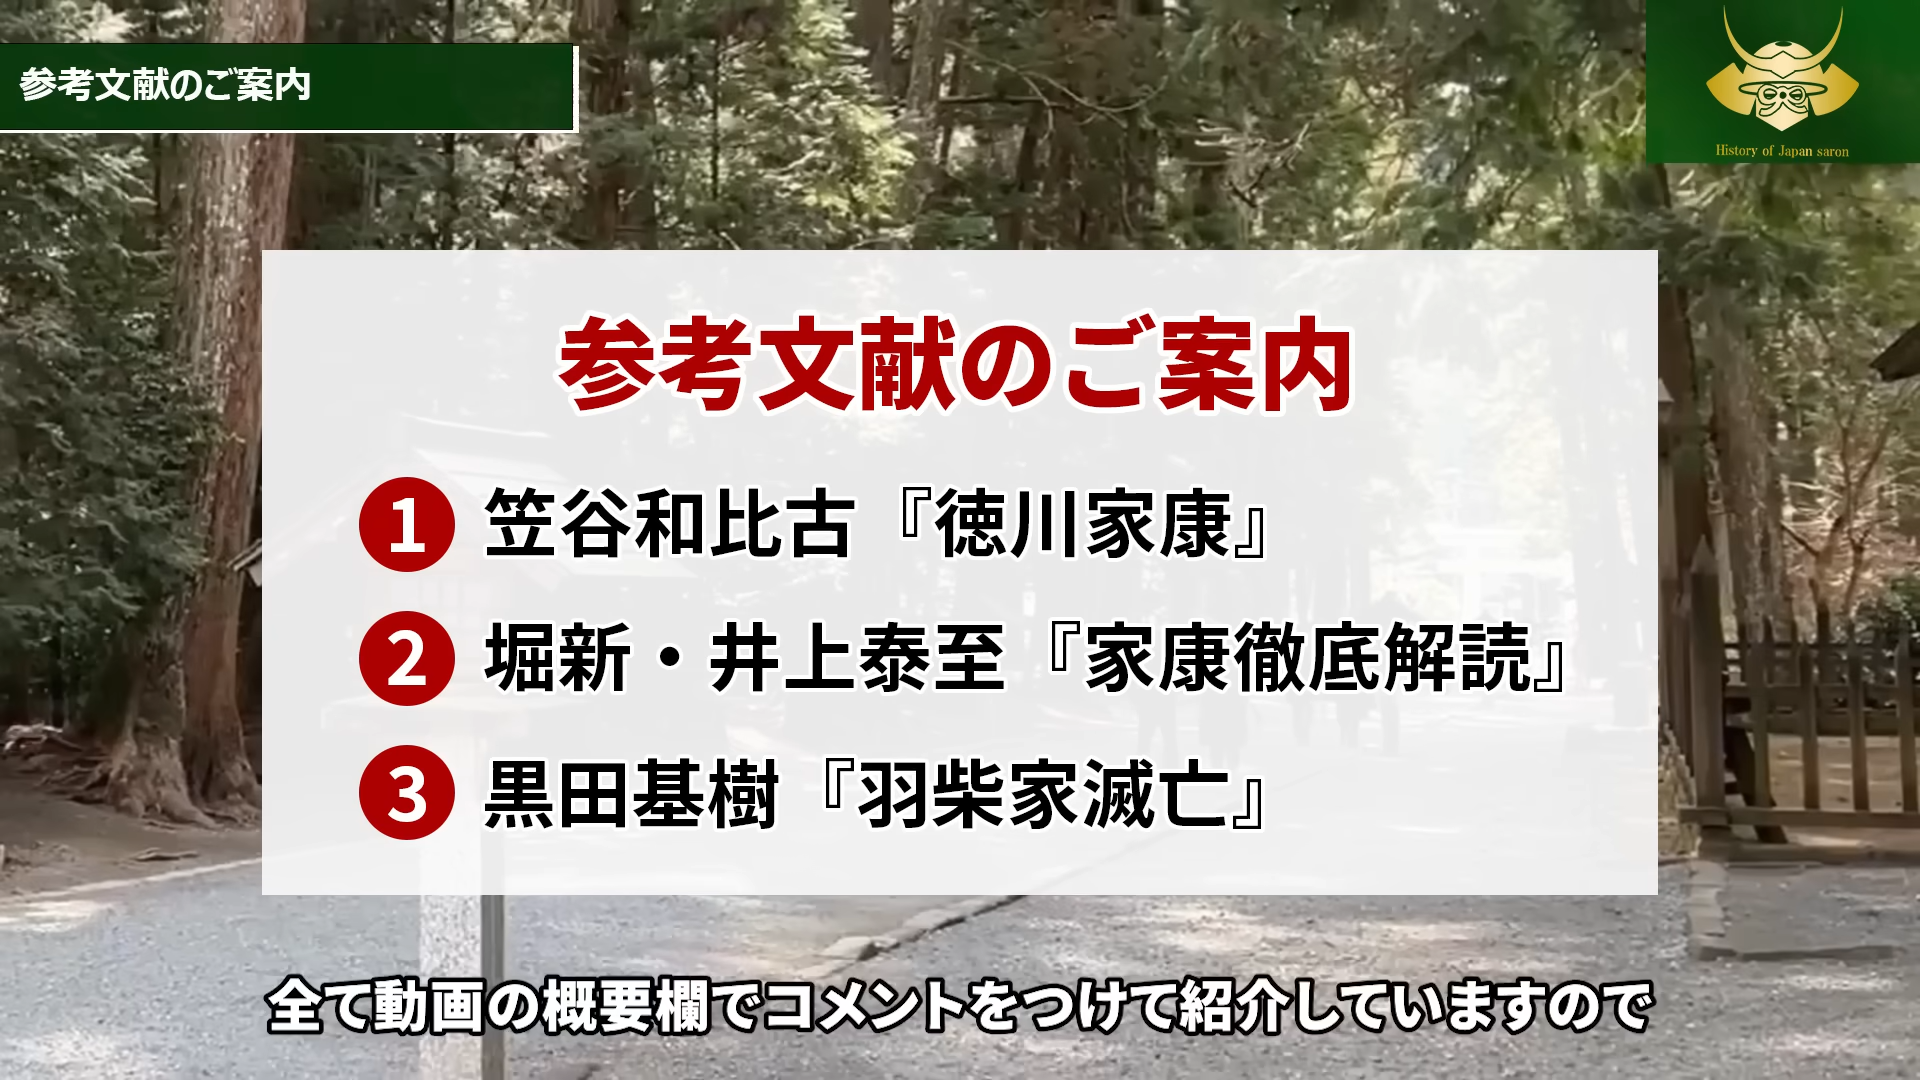 参考文献のご案内
History of Japan saron
参考文献のご案内
1 笠谷和比古『徳川家康』
2 堀新・井上泰至『家康徹底解読』
3 黒田基樹『羽柴家滅亡』
全て動画の概要欄でコメントをつけて紹介していますので